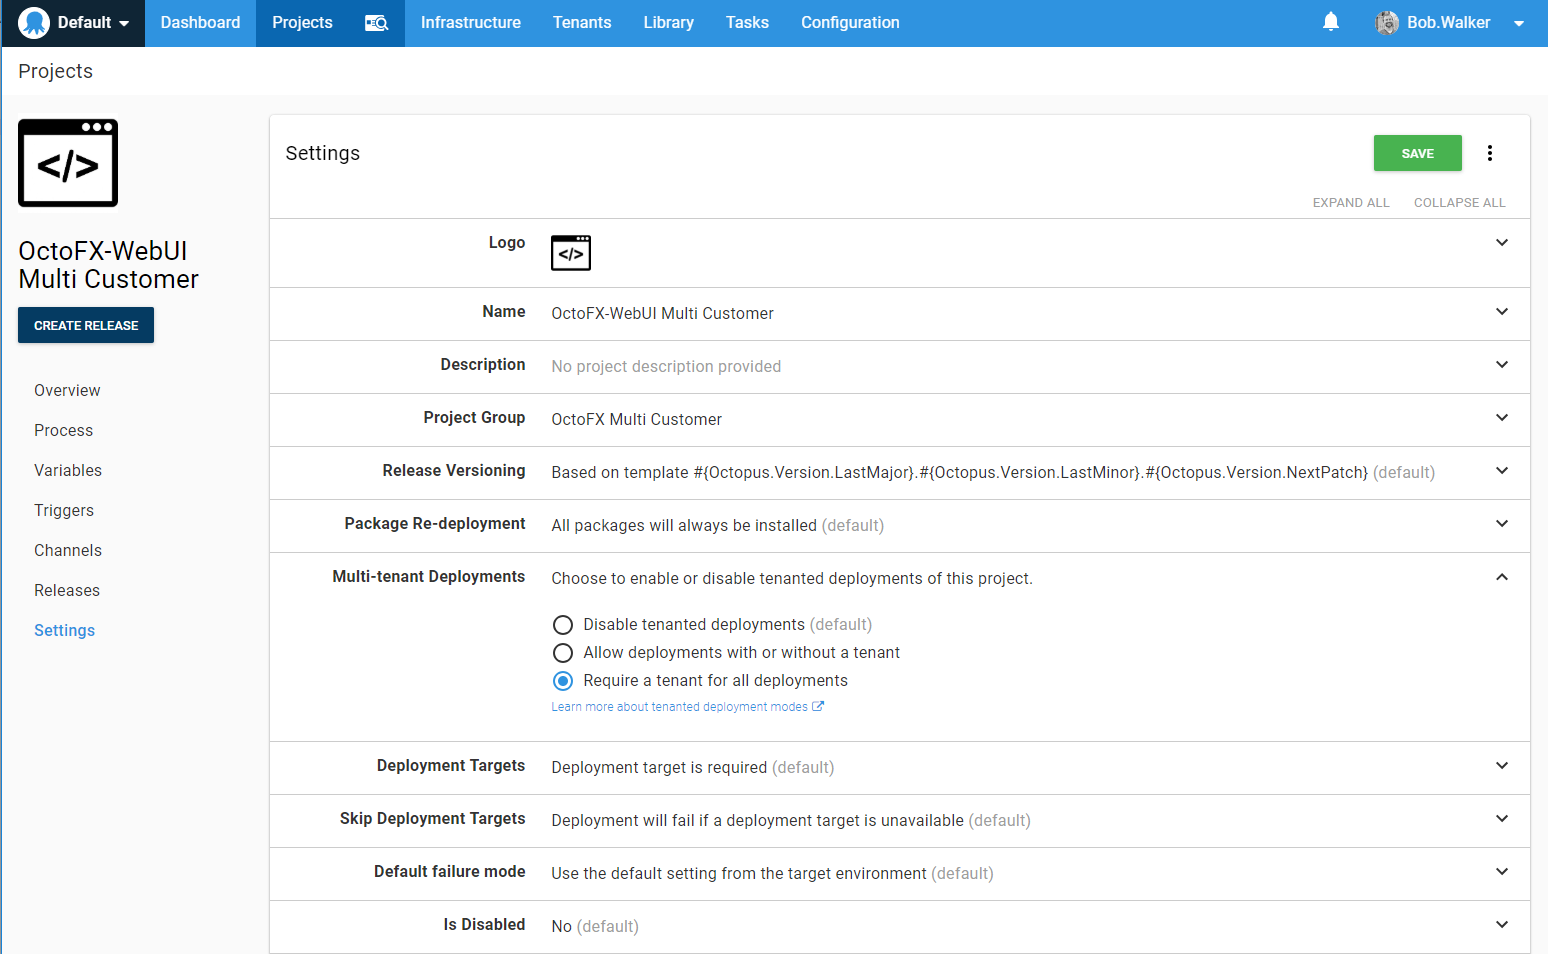 Default Dashboard Projects Infrastructure Tenants Library Tasks Configuration Bob.Walker
Projects
</>
OctoFX-WebUI
Multi Customer
CREATE RELEASE
Overview
Process
Variables
Triggers
Channels
Releases
Settings
Settings
SAVE
EXPAND ALL COLLAPSE ALL
Logo </>
Name OctoFX-WebUI Multi Customer
Description No project description provided
Project Group OctoFX Multi Customer
Release Versioning Based on template #{Octopus.Version.LastMajor}.#{Octopus.Version.LastMinor}.#{Octopus.Version.NextPatch} (default)
Package Re-deployment All packages will always be installed (default)
Multi-tenant Deployments Choose to enable or disable tenanted deployments of this project.
Disable tenanted deployments (default)
Allow deployments with or without a tenant
Require a tenant for all deployments
Learn more about tenanted deployment modes
Deployment Targets Deployment target is required (default)
Skip Deployment Targets Deployment will fail if a deployment target is unavailable (default)
Default failure mode Use the default setting from the target environment (default)
Is Disabled No (default)